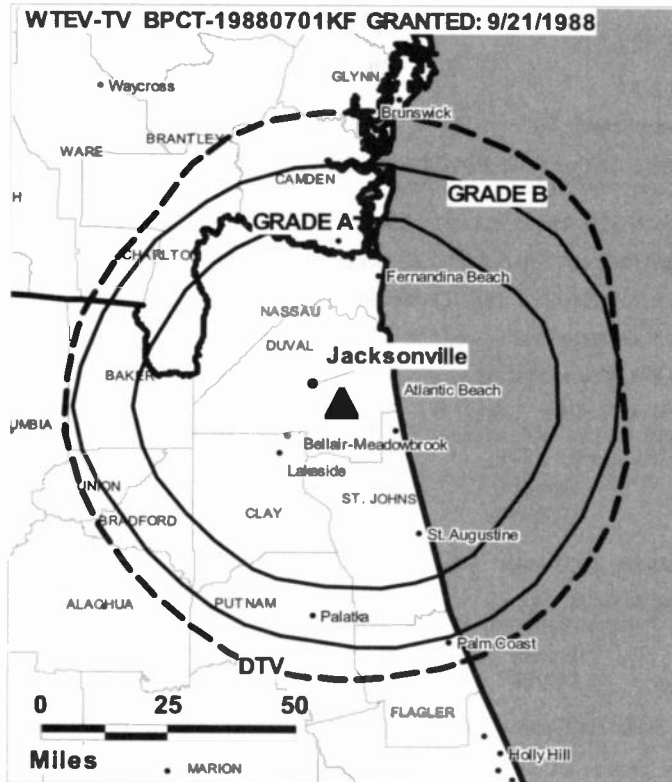 WTEV-TV BPCT-19880701KF GRANTED: 9/21/1988
GLYNN
Waycross
Brunswick
BRANTLEY
WARE
CAMDEN
H
GRADE B
GRADE A
CHARLTO
Fernandina Beach
NASSAU
DUVAL
Jacksonville
BAKER
Atlantic Beach
UMBIA
Bellair-Meadowbrook
Lakeside
UNION
ST. JOHNS
CLAY
BRADFORD
St. Augustine
ALACHUA
PUTNAM
Palatka
Palm Coast
DTV
0 25 50
FLAGLER
Miles
Holly Hill
MARION